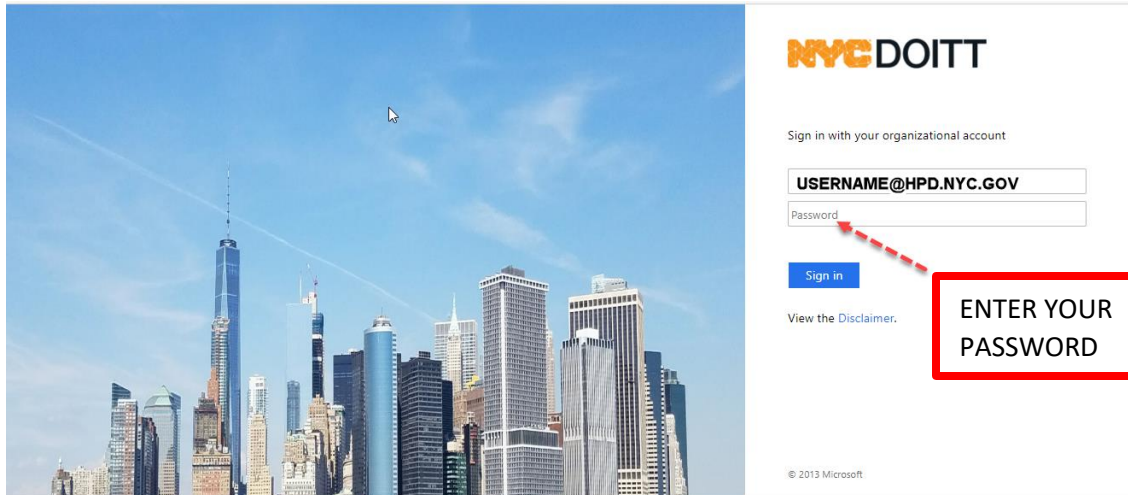 NYC DOITT
Sign in with your organizational account
USERNAME@HPD.NYC.GOV
Password
Sign in
View the Disclaimer.
ENTER YOUR
PASSWORD
© 2013 Microsoft